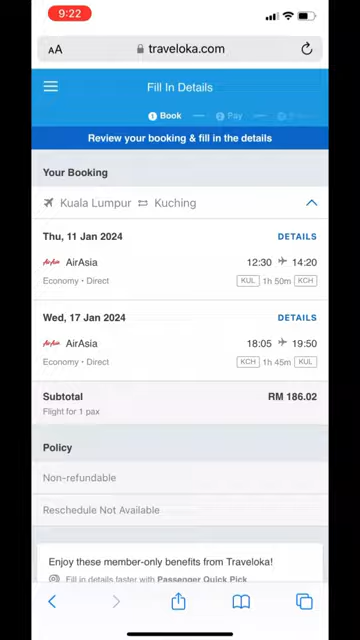 9:22
AA traveloka.com
Fill In Details
1 Book
2 Pay
Review your booking & fill in the details
Your Booking
Kuala Lumpur Kuching
Thu, 11 Jan 2024 DETAILS
AirAsia 12:30 14:20
Economy • Direct KUL 1h 50m KCH
Wed, 17 Jan 2024 DETAILS
AirAsia 18:05 19:50
Economy • Direct KCH 1h 45m KUL
Subtotal RM 186.02
Flight for 1 pax
Policy
Non-refundable
Reschedule Not Available
Enjoy these member-only benefits from Traveloka!
Fill in details faster with Passenger Quick Pick